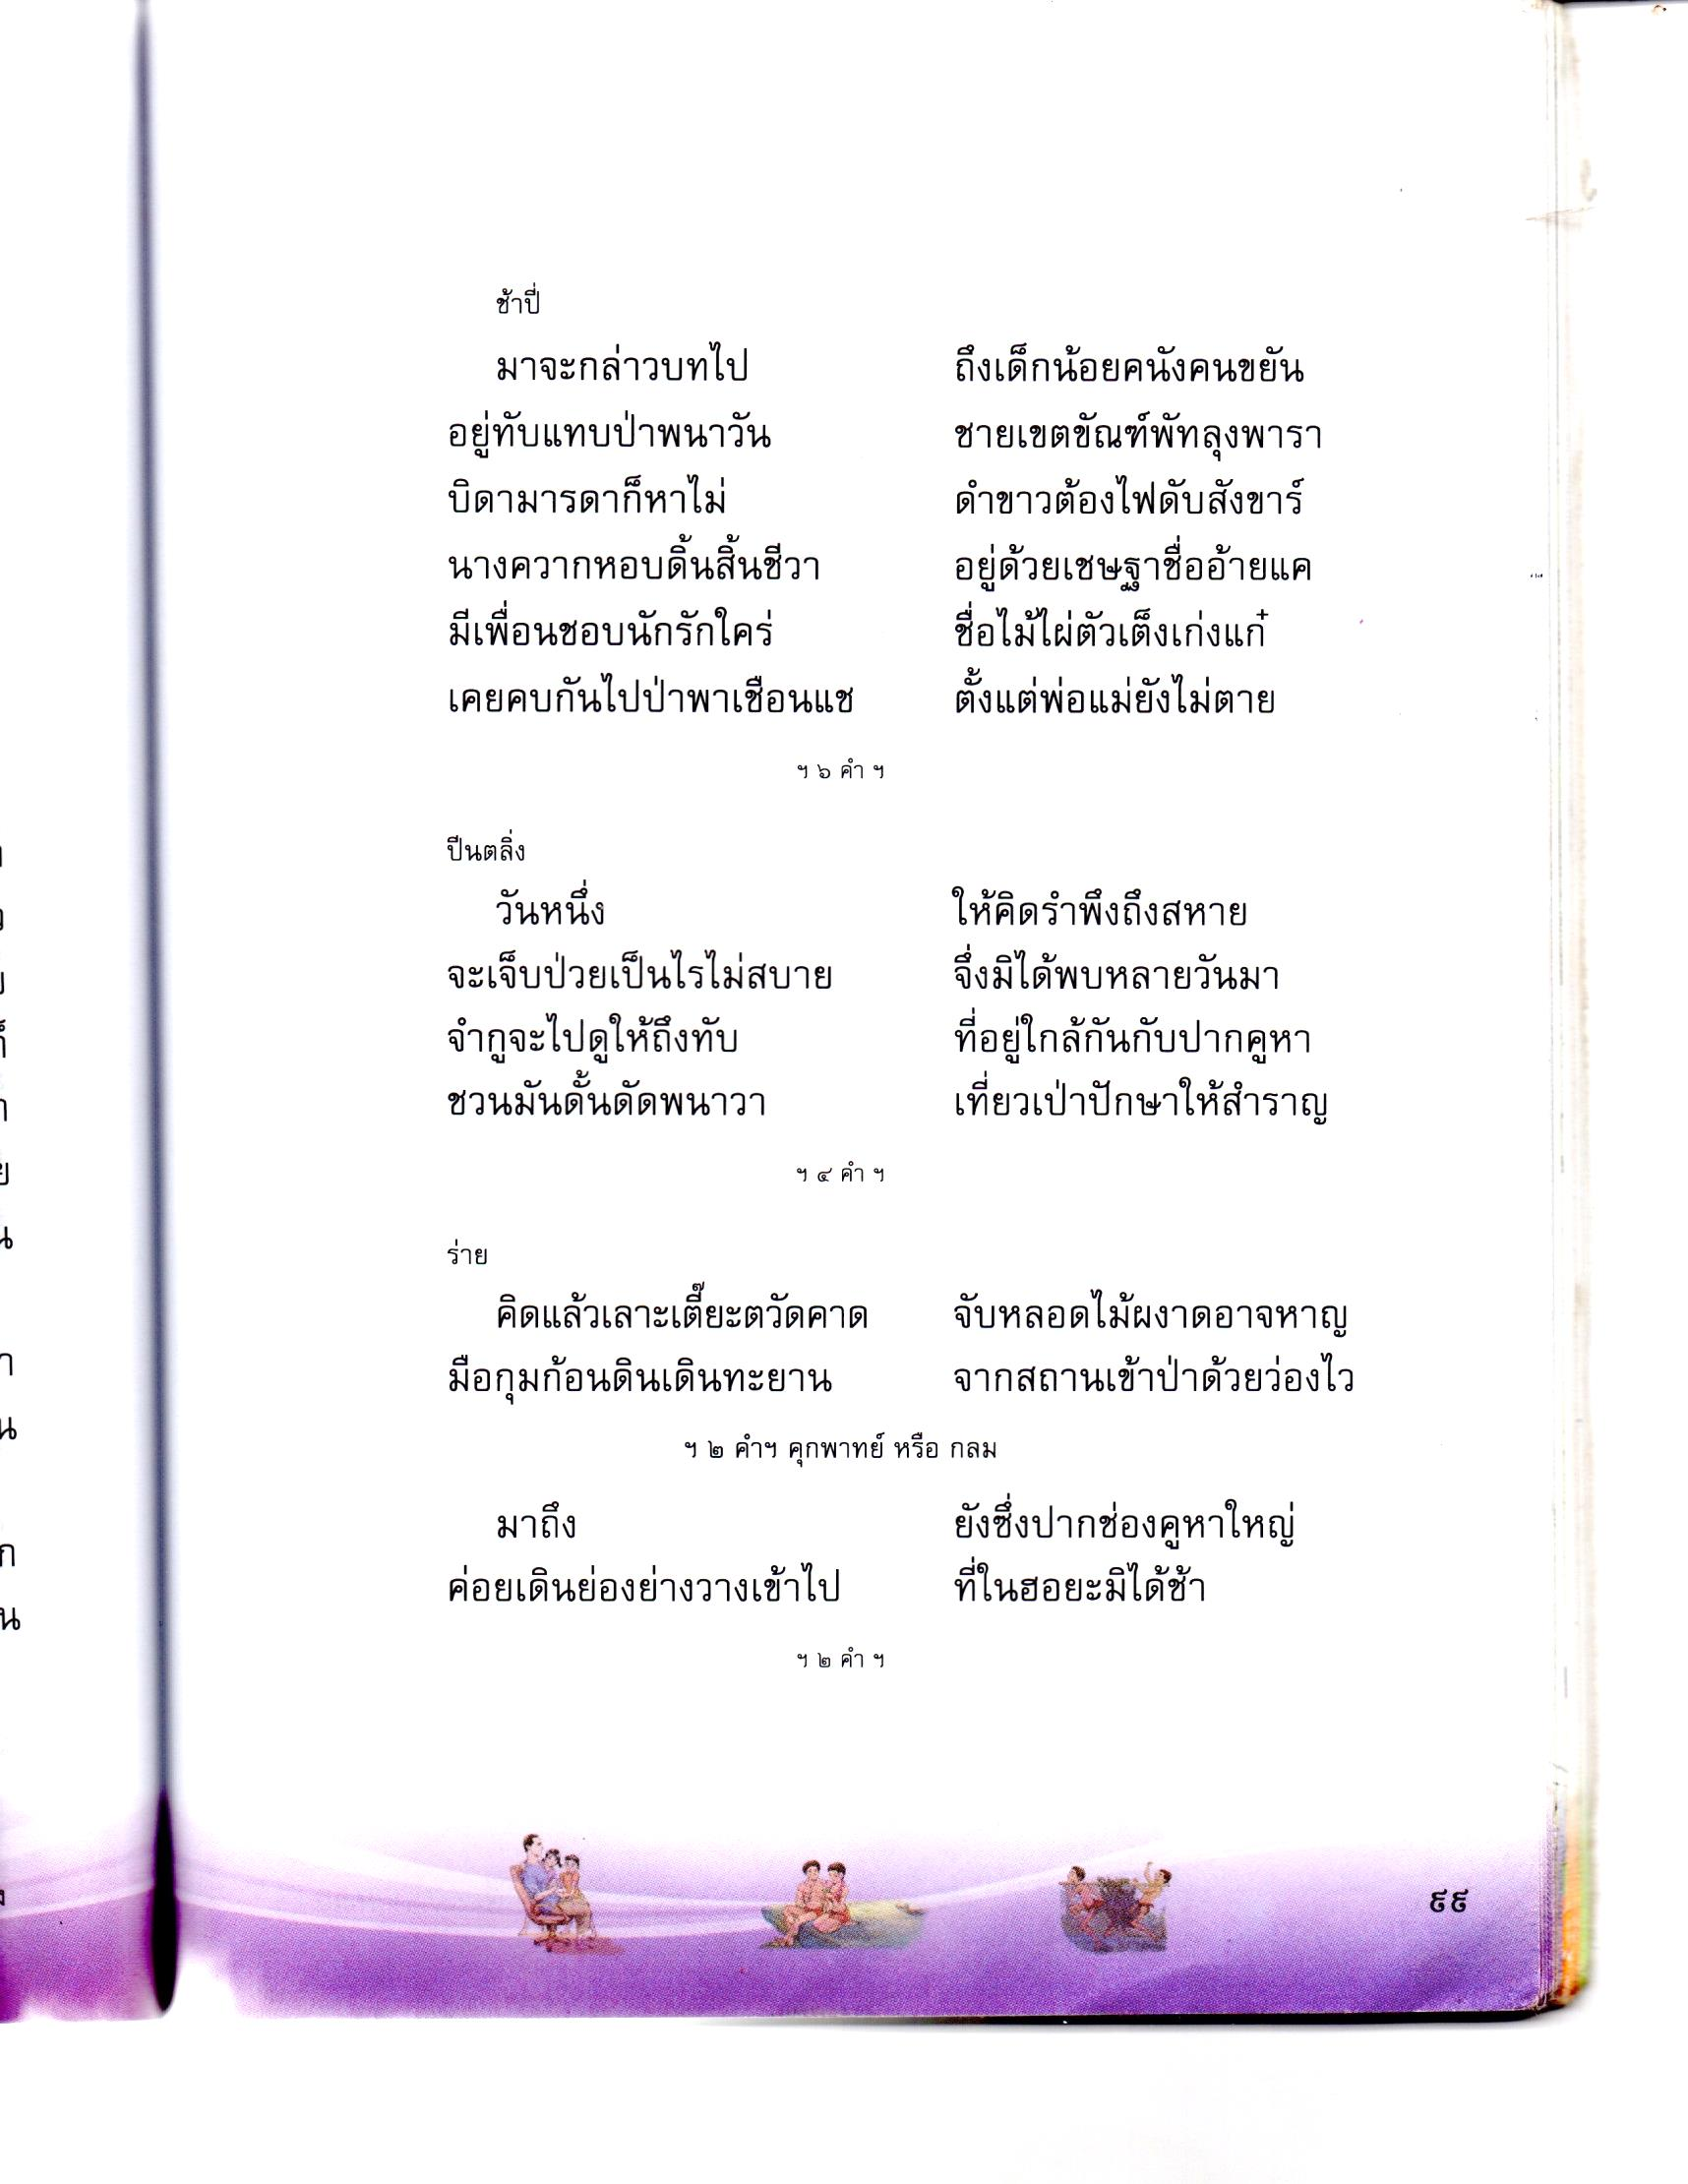 ช้าปี่
มาจะกล่าวบทไป ถึงเด็กน้อยคนังคนขยัน
อยู่ทับแทบป่าพนาวัน ชายเขตขัณฑ์พัทลุงพารา
บิดามารดาก็หาไม่ ดำขาวต้องไฟดับสังขาร์
นางควากหอบดิ้นสิ้นชีวา อยู่ด้วยเชษฐาชื่ออ้ายแค
มีเพื่อนชอบนักรักใคร่ ชื่อไม้ไผ่ตัวเต็งเก่งแก๋
เคยคบกันไปป่าพาเชือนแช ตั้งแต่พ่อแม่ยังไม่ตาย
ฯ ๖ คำ ฯ
ปีนตลิ่ง
วันหนึ่ง ให้คิดรำพึงถึงสหาย
จะเจ็บป่วยเป็นไรไม่สบาย จึ่งมิได้พบหลายวันมา
จำกูจะไปดูให้ถึงทับ ที่อยู่ใกล้กันกับปากคูหา
ชวนมันดั้นดัดพนาวา เที่ยวเป่าปักษาให้สำราญ
ฯ ๔ คำ ฯ
ร่าย
คิดแล้วเลาะเตี๊ยะตวัดคาด จับหลอดไม้ผงาดอาจหาญ
มือกุมก้อนดินเดินทะยาน จากสถานเข้าป่าด้วยว่องไว
ฯ ๒ คำฯ คุกพาทย์ หรือ กลม
มาถึง ยังซึ่งปากช่องคูหาใหญ่
ค่อยเดินย่องย่างวางเข้าไป ที่ในฮอยะมิได้ช้า
ฯ ๒ คำ ฯ
๙๙